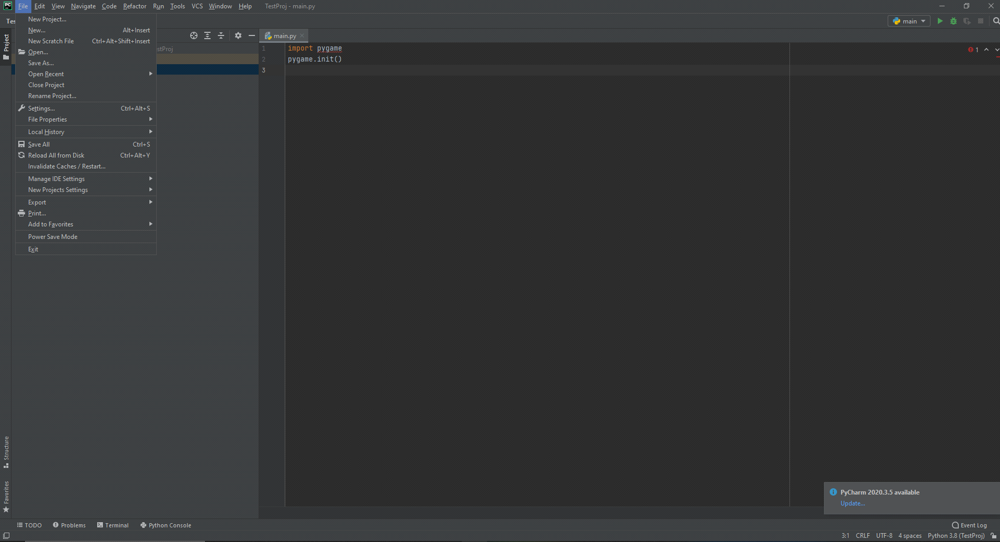 PC File Edit View Navigate Code Refactor Run Tools VCS Window Help TestProj - main.py
Tes
main
New Project...
New... Alt+Insert
New Scratch File Ctrl+Alt+Shift+Insert
Open...
Save As...
Open Recent
Close Project
Rename Project...
Settings... Ctrl+Alt+S
File Properties
Local History
Save All Ctrl+S
Reload All from Disk Ctrl+Alt+Y
Invalidate Caches / Restart...
Manage IDE Settings
New Projects Settings
Export
Print...
Add to Favorites
Power Save Mode
Exit
Project
stProj
main.py
1 import pygame
2 pygame.init()
3
1
Structure
Favorites
PyCharm 2020.3.5 available
Update...
TODO Problems Terminal Python Console Event Log
3:1 CRLF UTF-8 4 spaces Python 3.8 (TestProj)